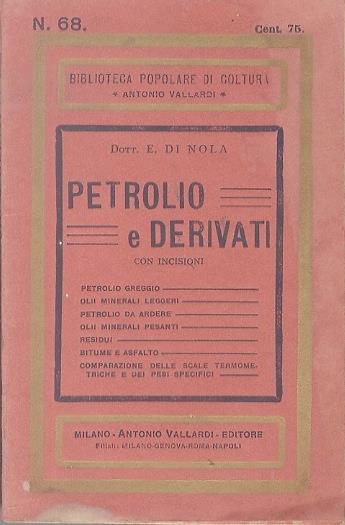 N. 68.
Cent. 75.
BIBLIOTECA POPOLARE DI COLTURA
* ANTONIO VALLARDI *
DOTT. E. DI NOLA
PETROLIO
e DERIVATI
CON INCISIONI
PETROLIO GREGGIO
OLII MINERALI LEGGERI
PETROLIO DA ARDERE
OLII MINERALI PESANTI
RESIDUI
BITUME E ASFALTO
COMPARAZIONE DELLE SCALE TERMOME-
TRICHE E DEI PESI SPECIFICI
MILANO - ANTONIO VALLARDI - EDITORE
Filiali: MILANO-GENOVA-ROMA-NAPOLI